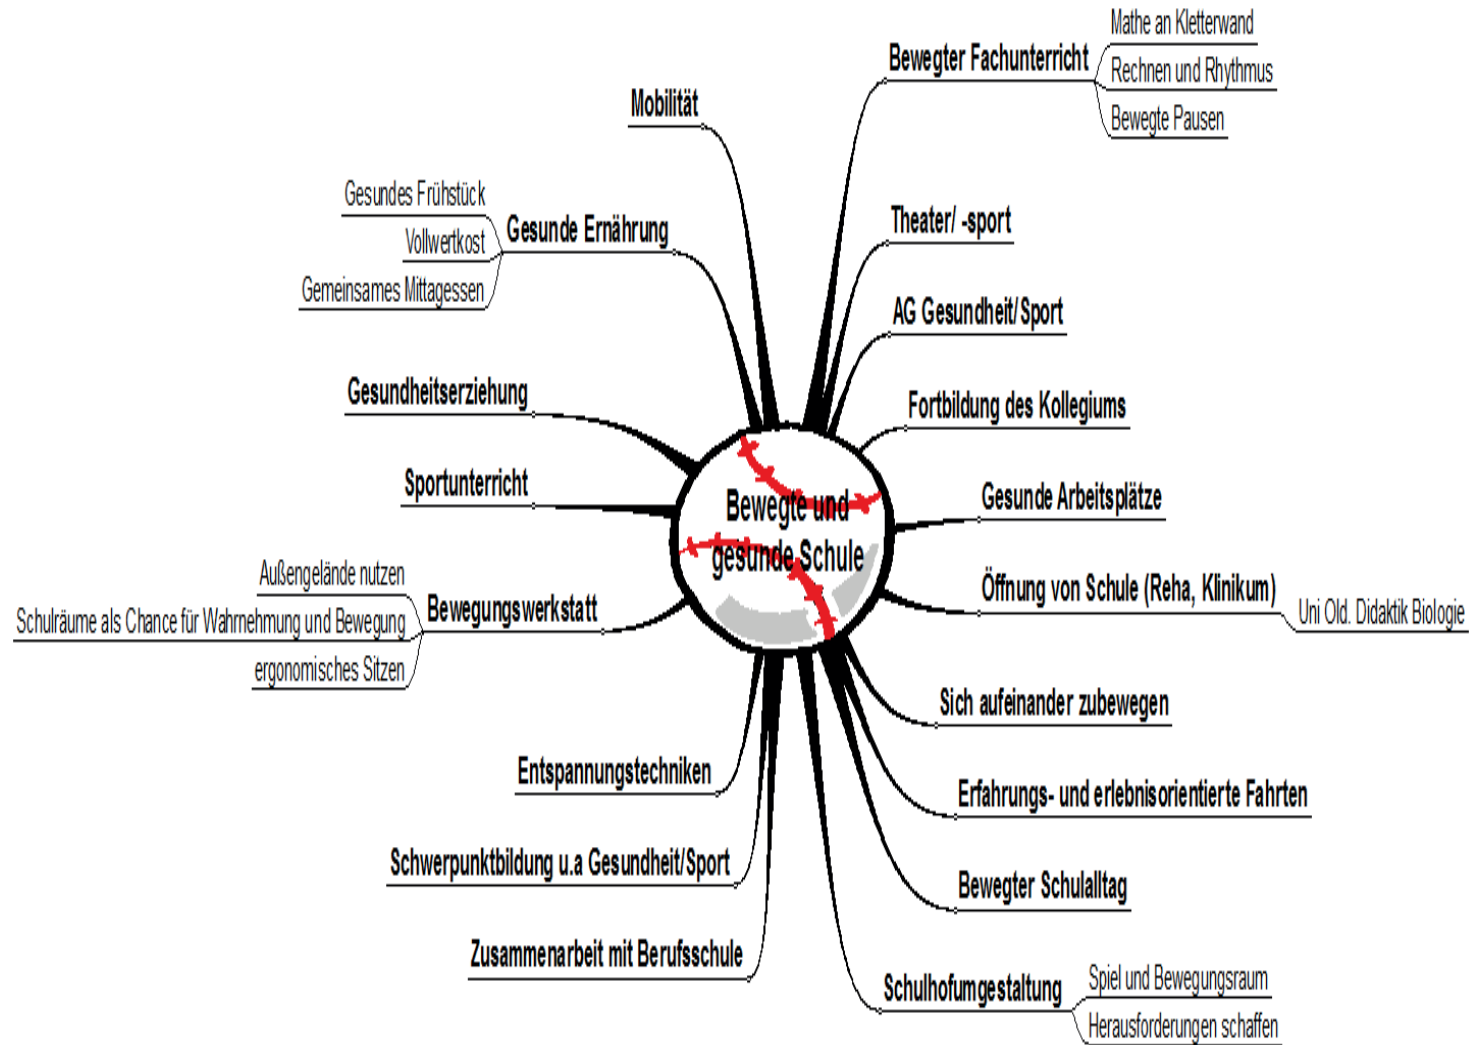 Bewegte und
gesunde Schule
Bewegter Fachunterricht
Mathe an Kletterwand
Rechnen und Rhythmus
Bewegte Pausen
Theater/ -sport
AG Gesundheit/Sport
Fortbildung des Kollegiums
Gesunde Arbeitsplätze
Öffnung von Schule (Reha, Klinikum)
Uni Old. Didaktik Biologie
Sich aufeinander zubewegen
Erfahrungs- und erlebnisorientierte Fahrten
Bewegter Schulalltag
Schulhofumgestaltung
Spiel und Bewegungsraum
Herausforderungen schaffen
Mobilität
Gesunde Ernährung
Gesundes Frühstück
Vollwertkost
Gemeinsames Mittagessen
Gesundheitserziehung
Sportunterricht
Bewegungswerkstatt
Außengelände nutzen
Schulräume als Chance für Wahrnehmung und Bewegung
ergonomisches Sitzen
Entspannungstechniken
Schwerpunktbildung u.a Gesundheit/Sport
Zusammenarbeit mit Berufsschule